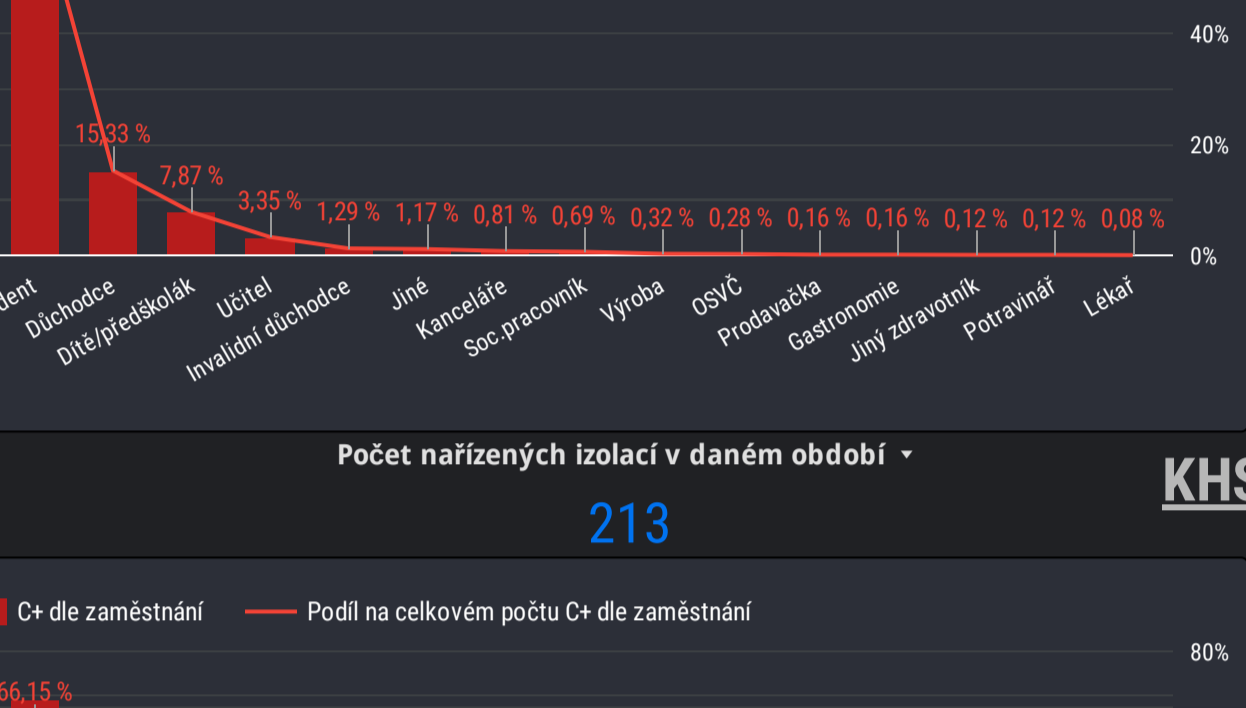 40%
15,33 %
20%
7,87 %
3,35 %
1,29 %
1,17 %
0,81 %
0,69 %
0,32 %
0,28 %
0,16 %
0,16 %
0,12 %
0,12 %
0,08 %
0%
dent
Důchodce
Dítě/předškolák
Učitel
Invalidní důchodce
Jiné
Kanceláře
Soc.pracovník
Výroba
OSVČ
Prodavačka
Gastronomie
Jiný zdravotník
Potravinář
Lékař
Počet nařízených izolací v daném období
KHS
213
C+ dle zaměstnání
Podíl na celkovém počtu C+ dle zaměstnání
80%
66,15 %